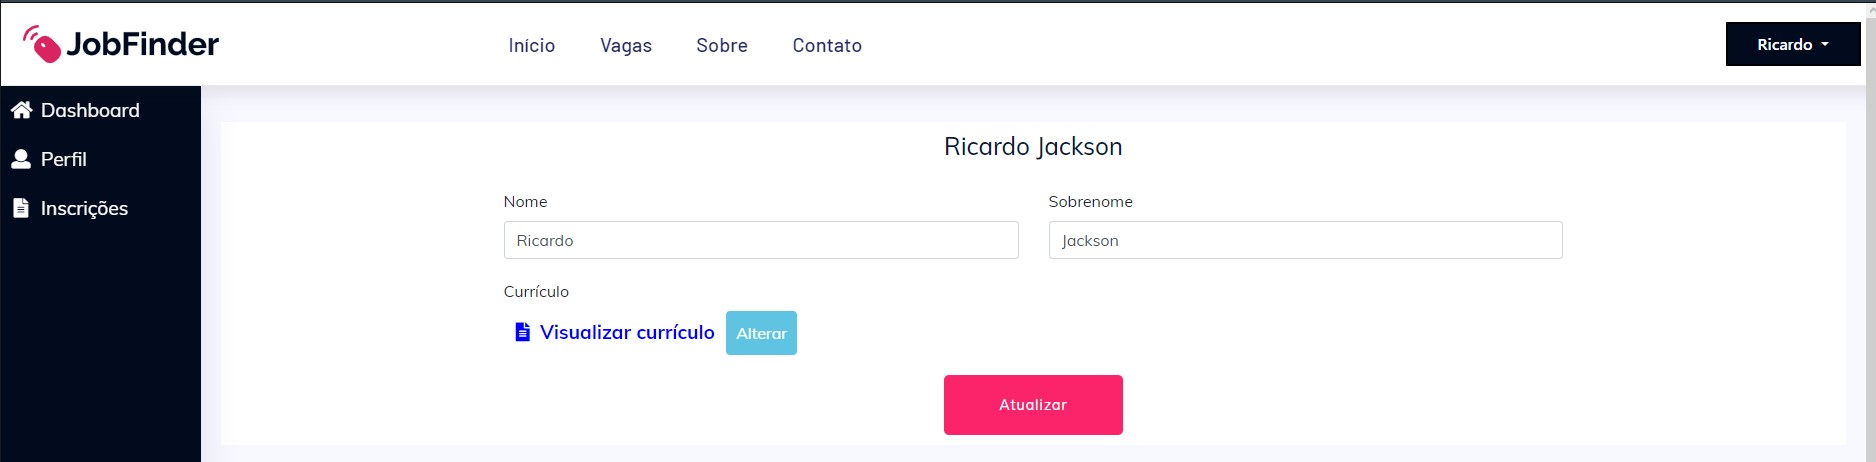 JobFinder
Início Vagas Sobre Contato
Ricardo
Dashboard
Perfil
Inscrições
Ricardo Jackson
Nome Sobrenome
Ricardo Jackson
Currículo
Visualizar currículo Alterar
Atualizar